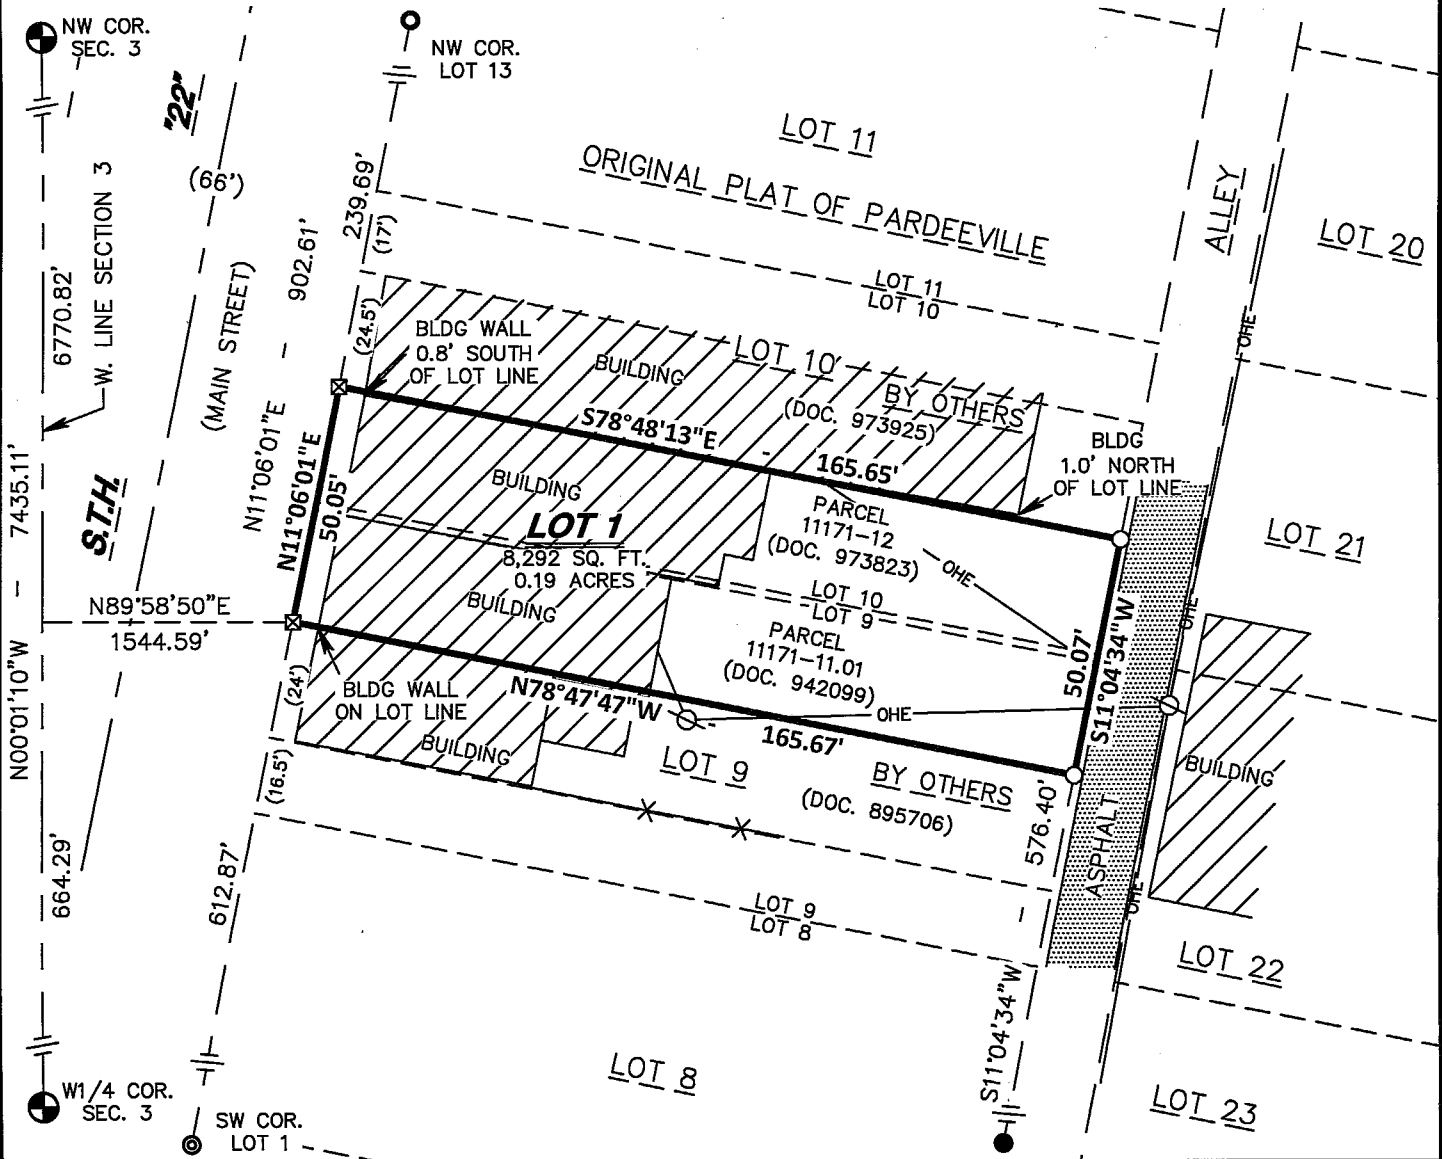 NW COR.
SEC. 3
NW COR.
LOT 13
"22"
(66')
LOT 11
ORIGINAL PLAT OF PARDEEVILLE
ALLEY
LOT 20
239.69'
(17')
902.61'
W. LINE SECTION 3
6770.82'
(MAIN STREET)
LOT 11
LOT 10
OHE
(24.5')
BLDG WALL
0.8' SOUTH
OF LOT LINE
BUILDING
LOT 10
BY OTHERS
(DOC. 973925)
S78°48'13"E - 165.65'
BLDG
1.0' NORTH
OF LOT LINE
7435.11'
S.T.H.
N11°06'01"E
N11°06'01"E
50.05'
BUILDING
LOT 1
8,292 SQ. FT.
0.19 ACRES
BUILDING
PARCEL
11171-12
(DOC. 973823)
OHE
LOT 21
LOT 10
LOT 9
PARCEL
11171-11.01
(DOC. 942099)
N89°58'50"E
1544.59'
OHE
50.07'
S11°04'34"W
(24')
BLDG WALL
ON LOT LINE
N78°47'47"W - 165.67'
OHE
N00°01'10"W
BUILDING
LOT 9
BY OTHERS
(DOC. 895706)
BUILDING
(16.5')
576.40'
ASPHALT
OHE
664.29'
612.87'
LOT 9
LOT 8
LOT 22
S11°04'34"W
LOT 8
W1/4 COR.
SEC. 3
SW COR.
LOT 1
LOT 23